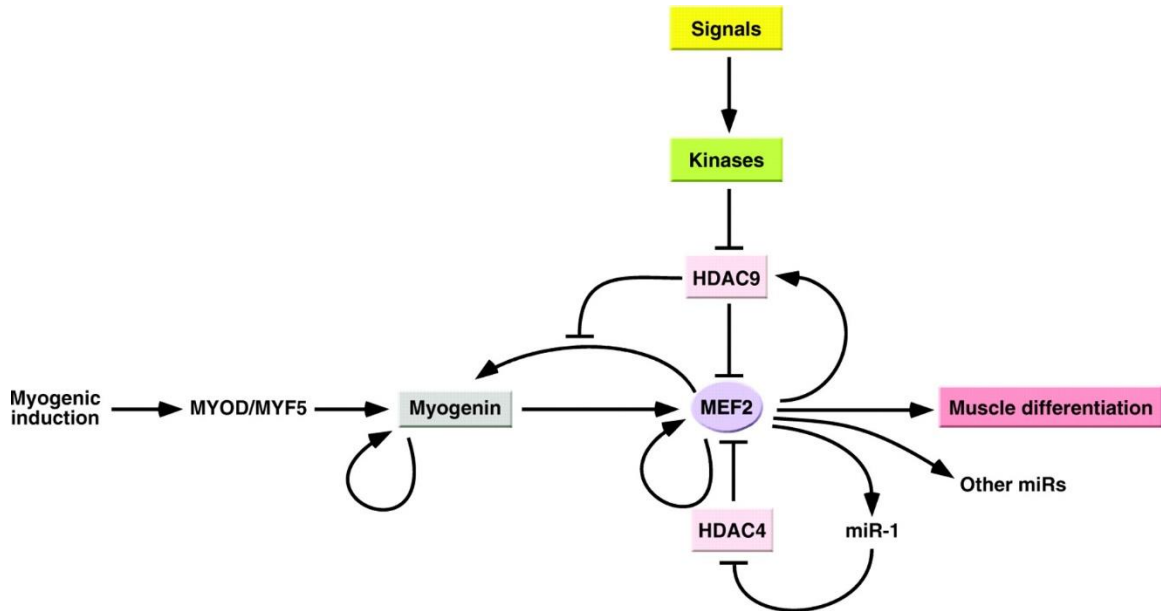 Signals
Kinases
HDAC9
Myogenic
induction
MYOD/MYF5
Myogenin
MEF2
Muscle differentiation
Other miRs
HDAC4
miR-1